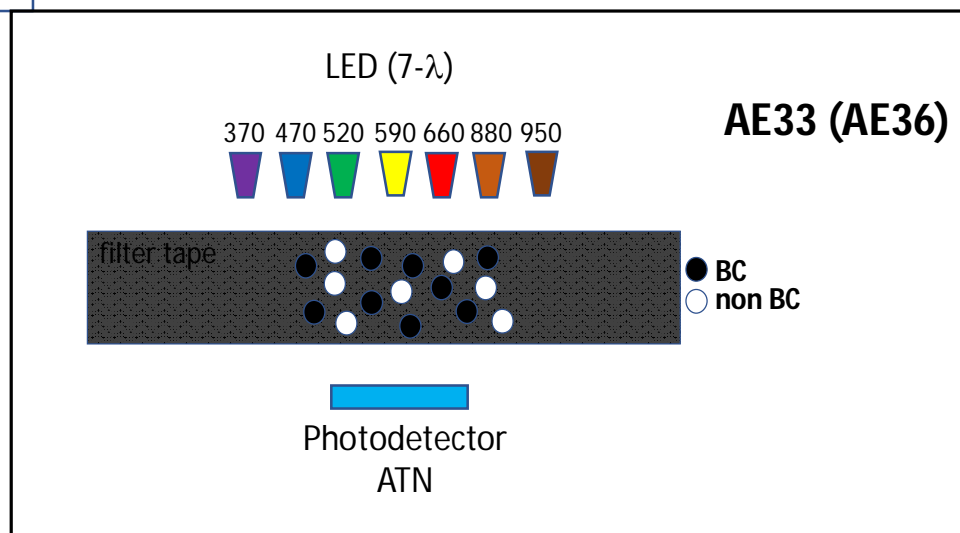 LED (7-λ)
AE33 (AE36)
370 470 520 590 660 880 950
filter tape
BC
non BC
Photodetector
ATN